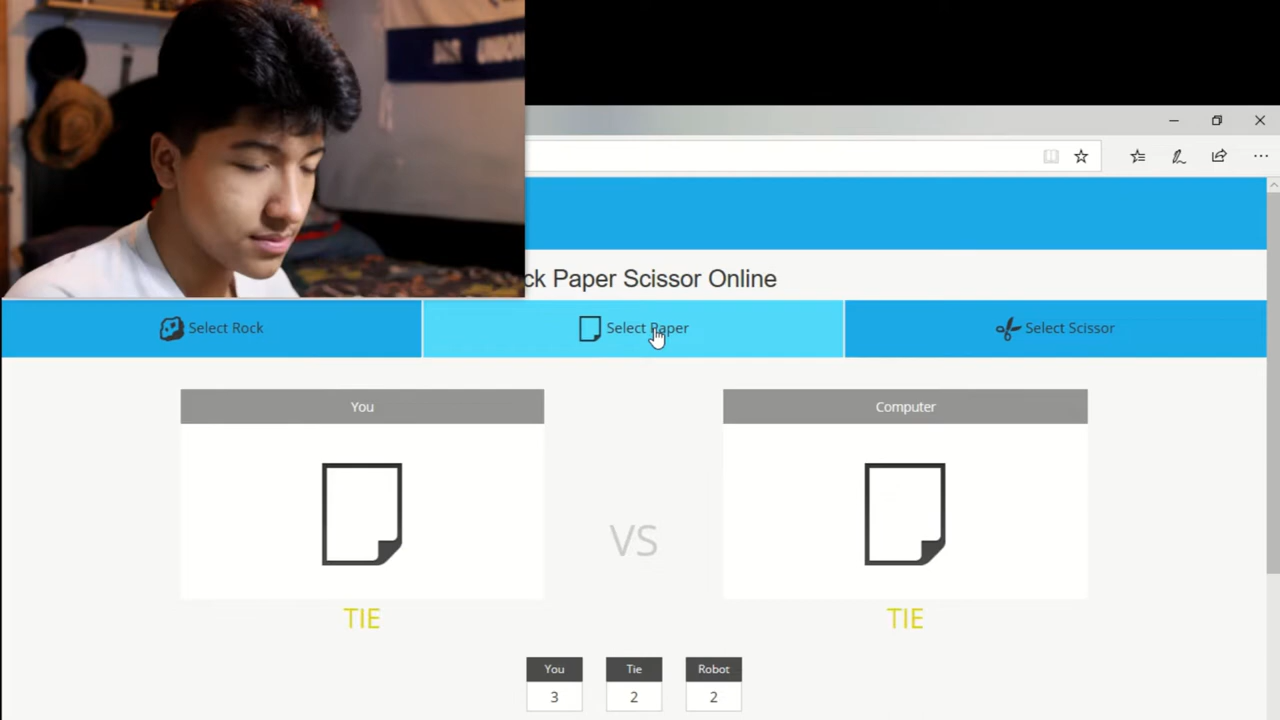 ck Paper Scissor Online
Select Rock
Select Paper
Select Scissor
You
Computer
VS
TIE
TIE
You
Tie
Robot
3
2
2